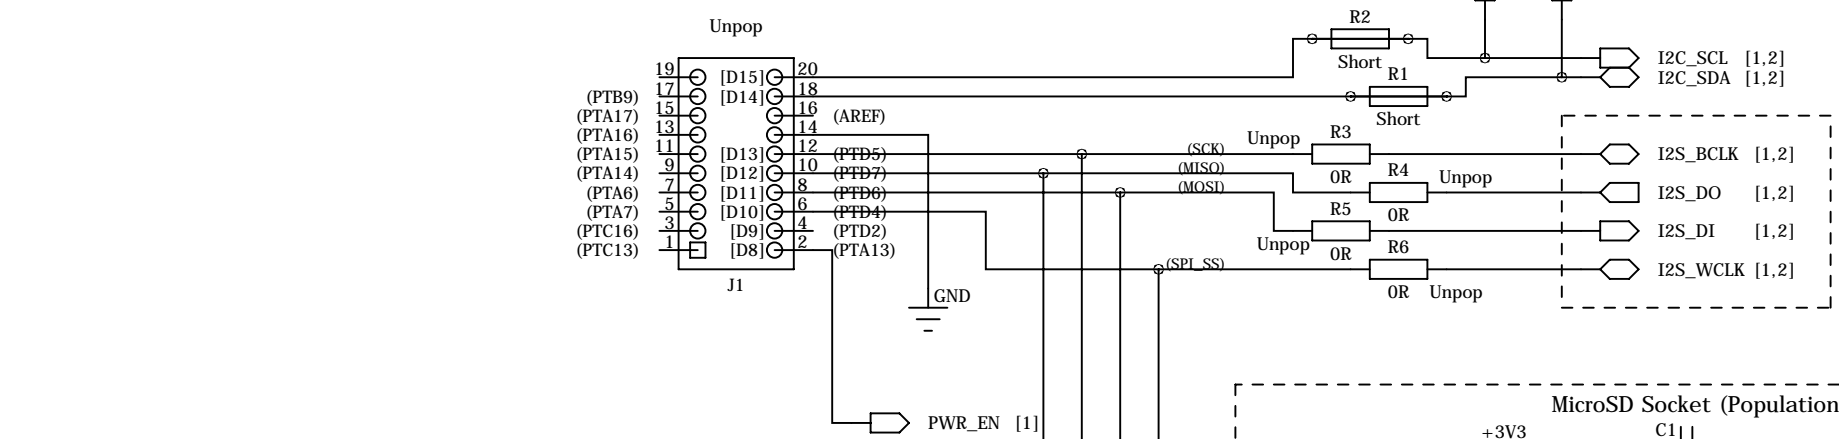 Unpop
R2
Short
I2C_SCL [1,2]
R1
Short
I2C_SDA [1,2]
19 [D15] 20
(PTB9) 17 [D14] 18
(PTA17) 15 16 (AREF)
(PTA16) 13 14
(PTA15) 11 [D13] 12 (PTD5)
(PTA14) 9 [D12] 10 (PTD7)
(PTA6) 7 [D11] 8 (PTD6)
(PTA7) 5 [D10] 6 (PTD4)
(PTC16) 3 [D9] 4 (PTD2)
(PTC13) 1 [D8] 2 (PTA13)
J1
GND
(SCK) Unpop R3
0R
I2S_BCLK [1,2]
(MISO) R4 Unpop
0R
I2S_DO [1,2]
(MOSI) R5
Unpop 0R
I2S_DI [1,2]
(SPI_SS) R6
0R Unpop
I2S_WCLK [1,2]
PWR_EN [1]
MicroSD Socket (Population
+3V3 C1